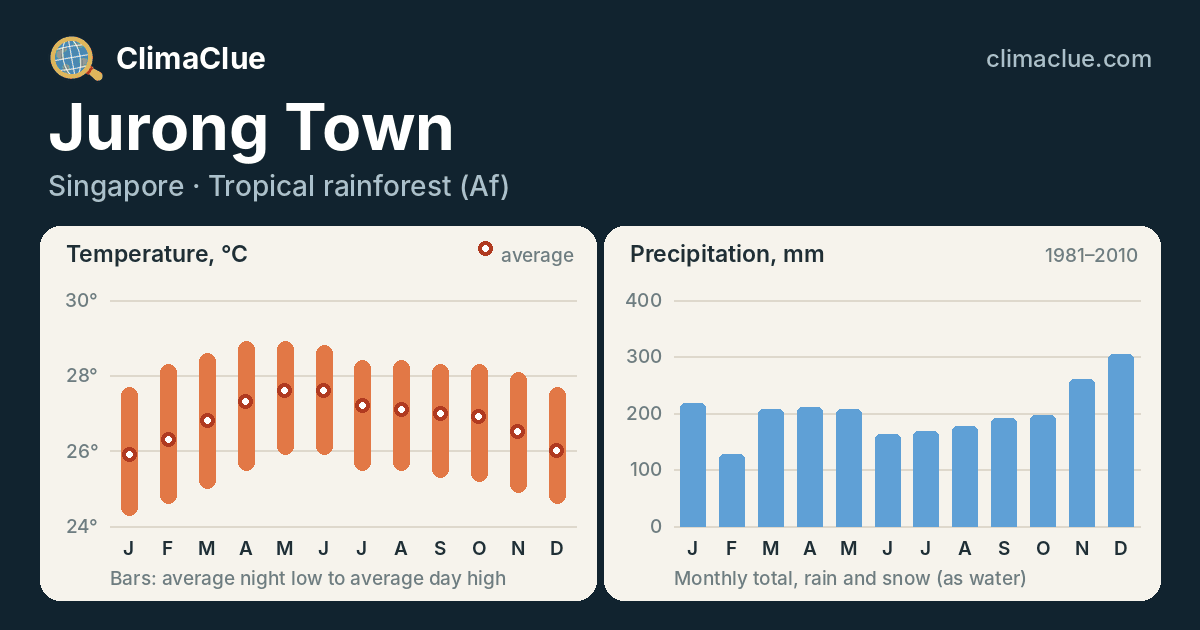 ClimaClue
climaclue.com
Jurong Town
Singapore · Tropical rainforest (Af)
Temperature, °C
average
30°
28°
26°
24°
J F M A M J J A S O N D
Bars: average night low to average day high
Precipitation, mm
1981–2010
400
300
200
100
0
J F M A M J J A S O N D
Monthly total, rain and snow (as water)